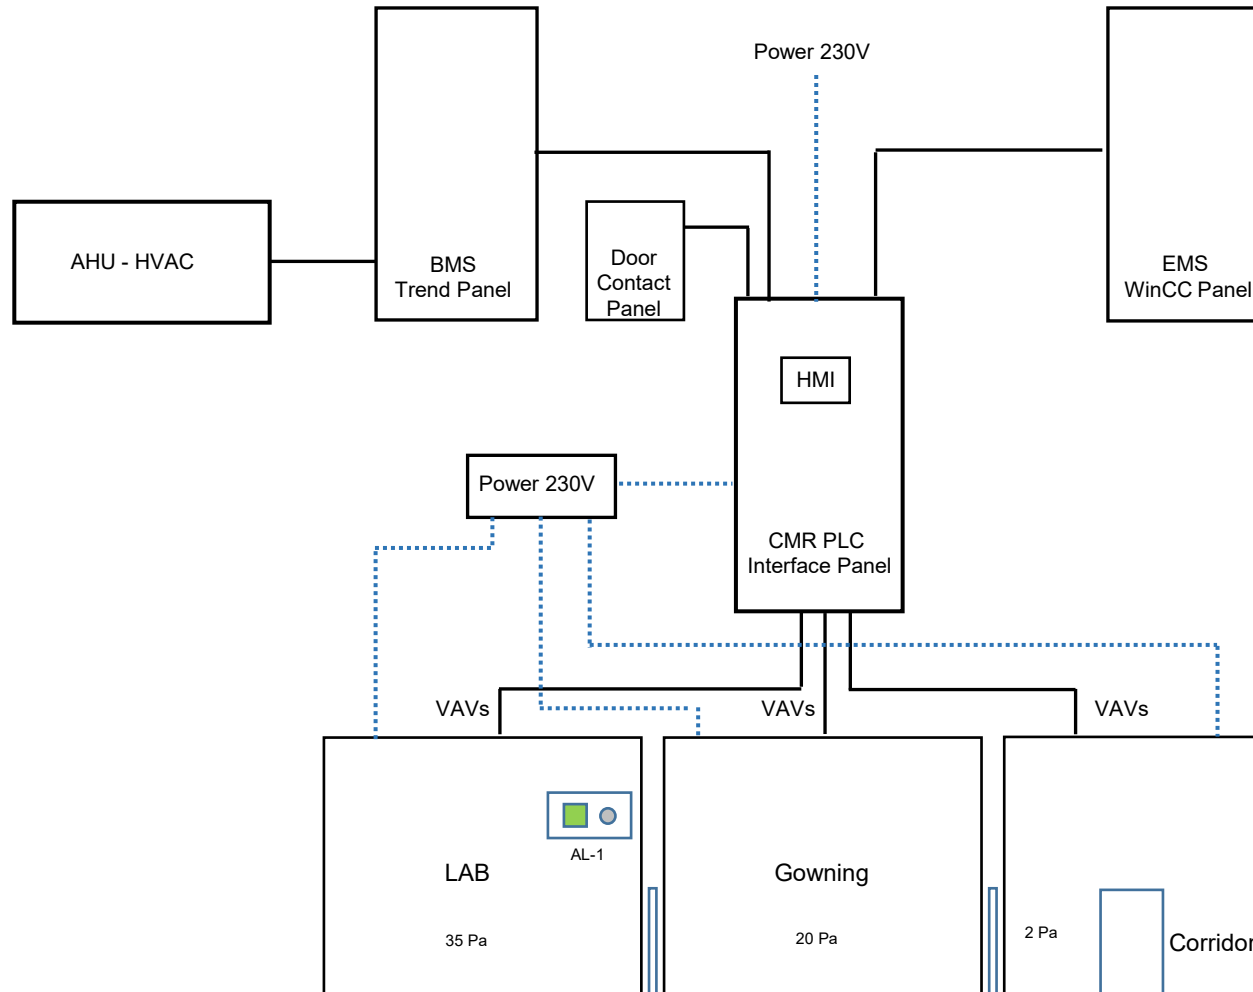 Power 230V
AHU - HVAC
BMS
Trend Panel
Door
Contact
Panel
EMS
WinCC Panel
HMI
Power 230V
CMR PLC
Interface Panel
VAVs
VAVs
VAVs
AL-1
LAB
Gowning
35 Pa
20 Pa
2 Pa
Corridor